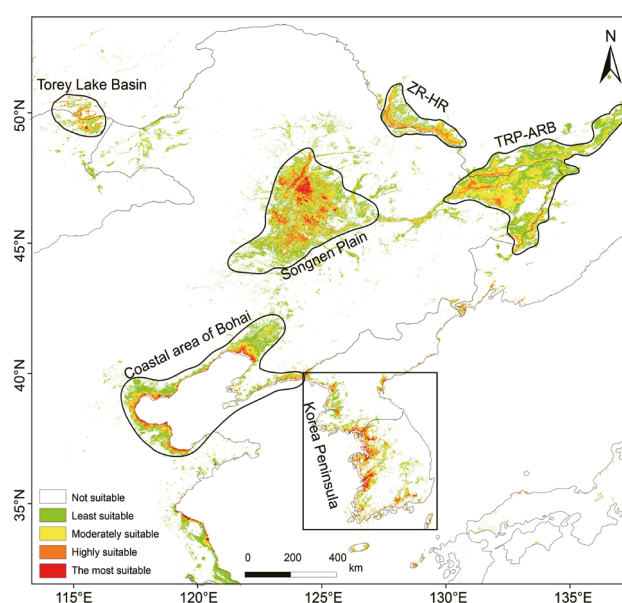 N
Torey Lake Basin
ZR-HR
TRP-ARB
Songnen Plain
Coastal area of Bohai
Korea Peninsula
50°N
45°N
40°N
35°N
Not suitable
Least suitable
Moderately suitable
Highly suitable
The most suitable
0 200 400
km
115°E 120°E 125°E 130°E 135°E